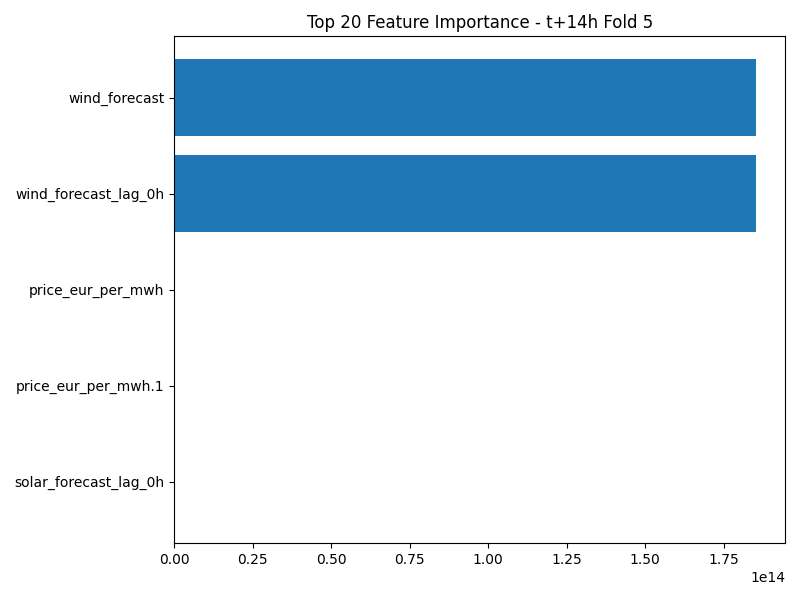 Top 20 Feature Importance - t+14h Fold 5
wind_forecast
wind_forecast_lag_0h
price_eur_per_mwh
price_eur_per_mwh.1
solar_forecast_lag_0h
0.00 0.25 0.50 0.75 1.00 1.25 1.50 1.75
1e14